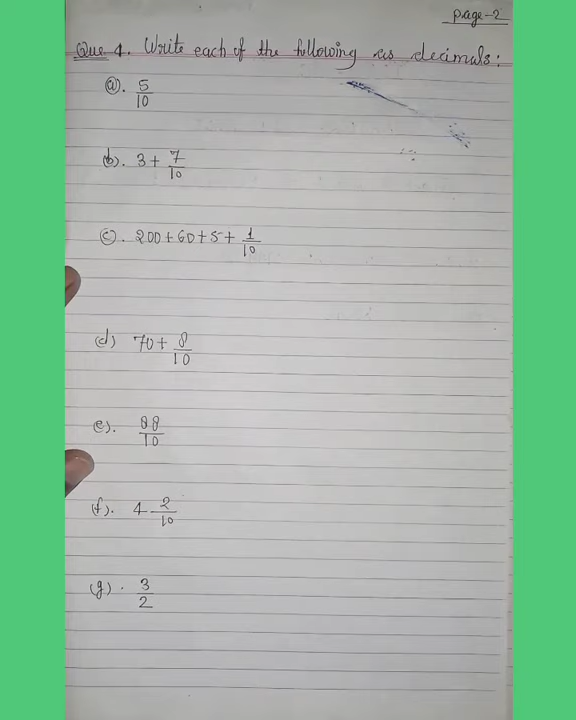 page-2
Que 4. Write each of the following as decimals:
(a). 5/10
(b). 3 + 7/10
(c). 200+60+5+ 1/10
(d) 70+ 8/10
(e). 88/10
(f). 4 2/10
(g). 3/2